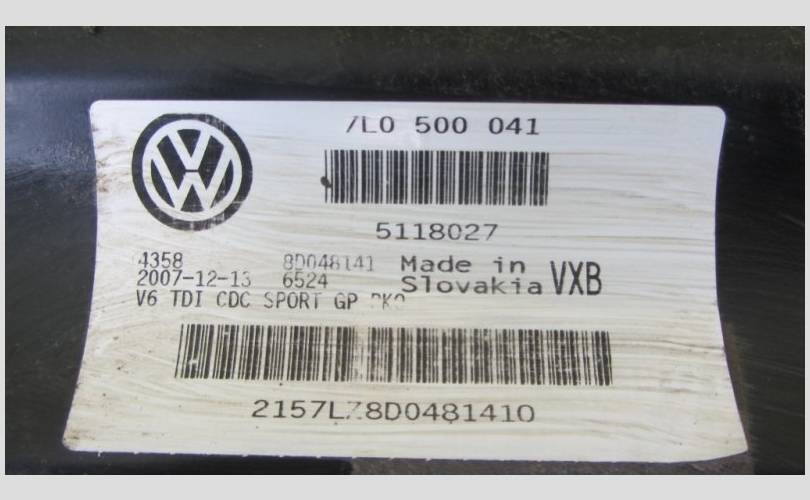 7L0 500 041
5118027
4358 8D048141 Made in
2007-12-13 6524 Slovakia VXB
V6 TDI CDC SPORT GP
2157LZ8D0481410